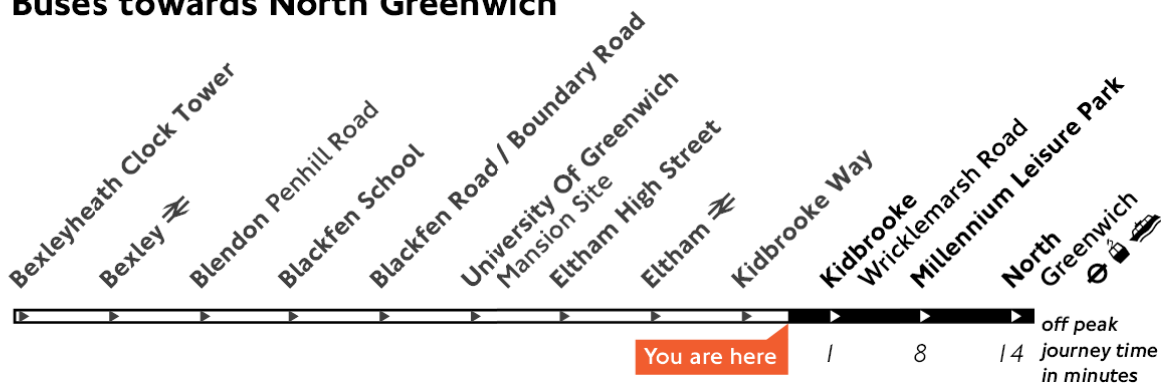 Buses towards North Greenwich
Bexleyheath Clock Tower
Bexley
Blendon Penhill Road
Blackfen School
Blackfen Road / Boundary Road
University Of Greenwich
Mansion Site
Eltham High Street
Eltham
Kidbrooke Way
Kidbrooke
Wricklemarsh Road
Millennium Leisure Park
North
Greenwich
You are here
1
8
14
off peak
journey time
in minutes